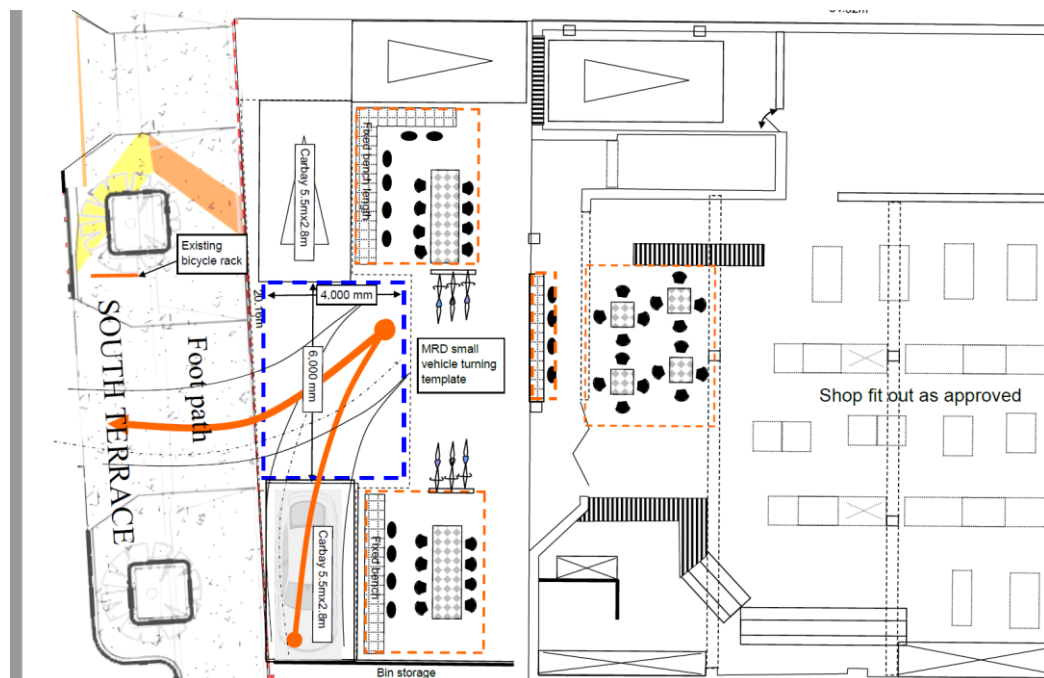 Fixed bench length
Carbay 5.5mx2.8m
Existing
bicycle rack
4,000 mm
6,000 mm
MRD small
vehicle turning
template
SOUTH TERRACE
Foot path
Shop fit out as approved
Fixed bench
Carbay 5.5mx2.8m
Bin storage